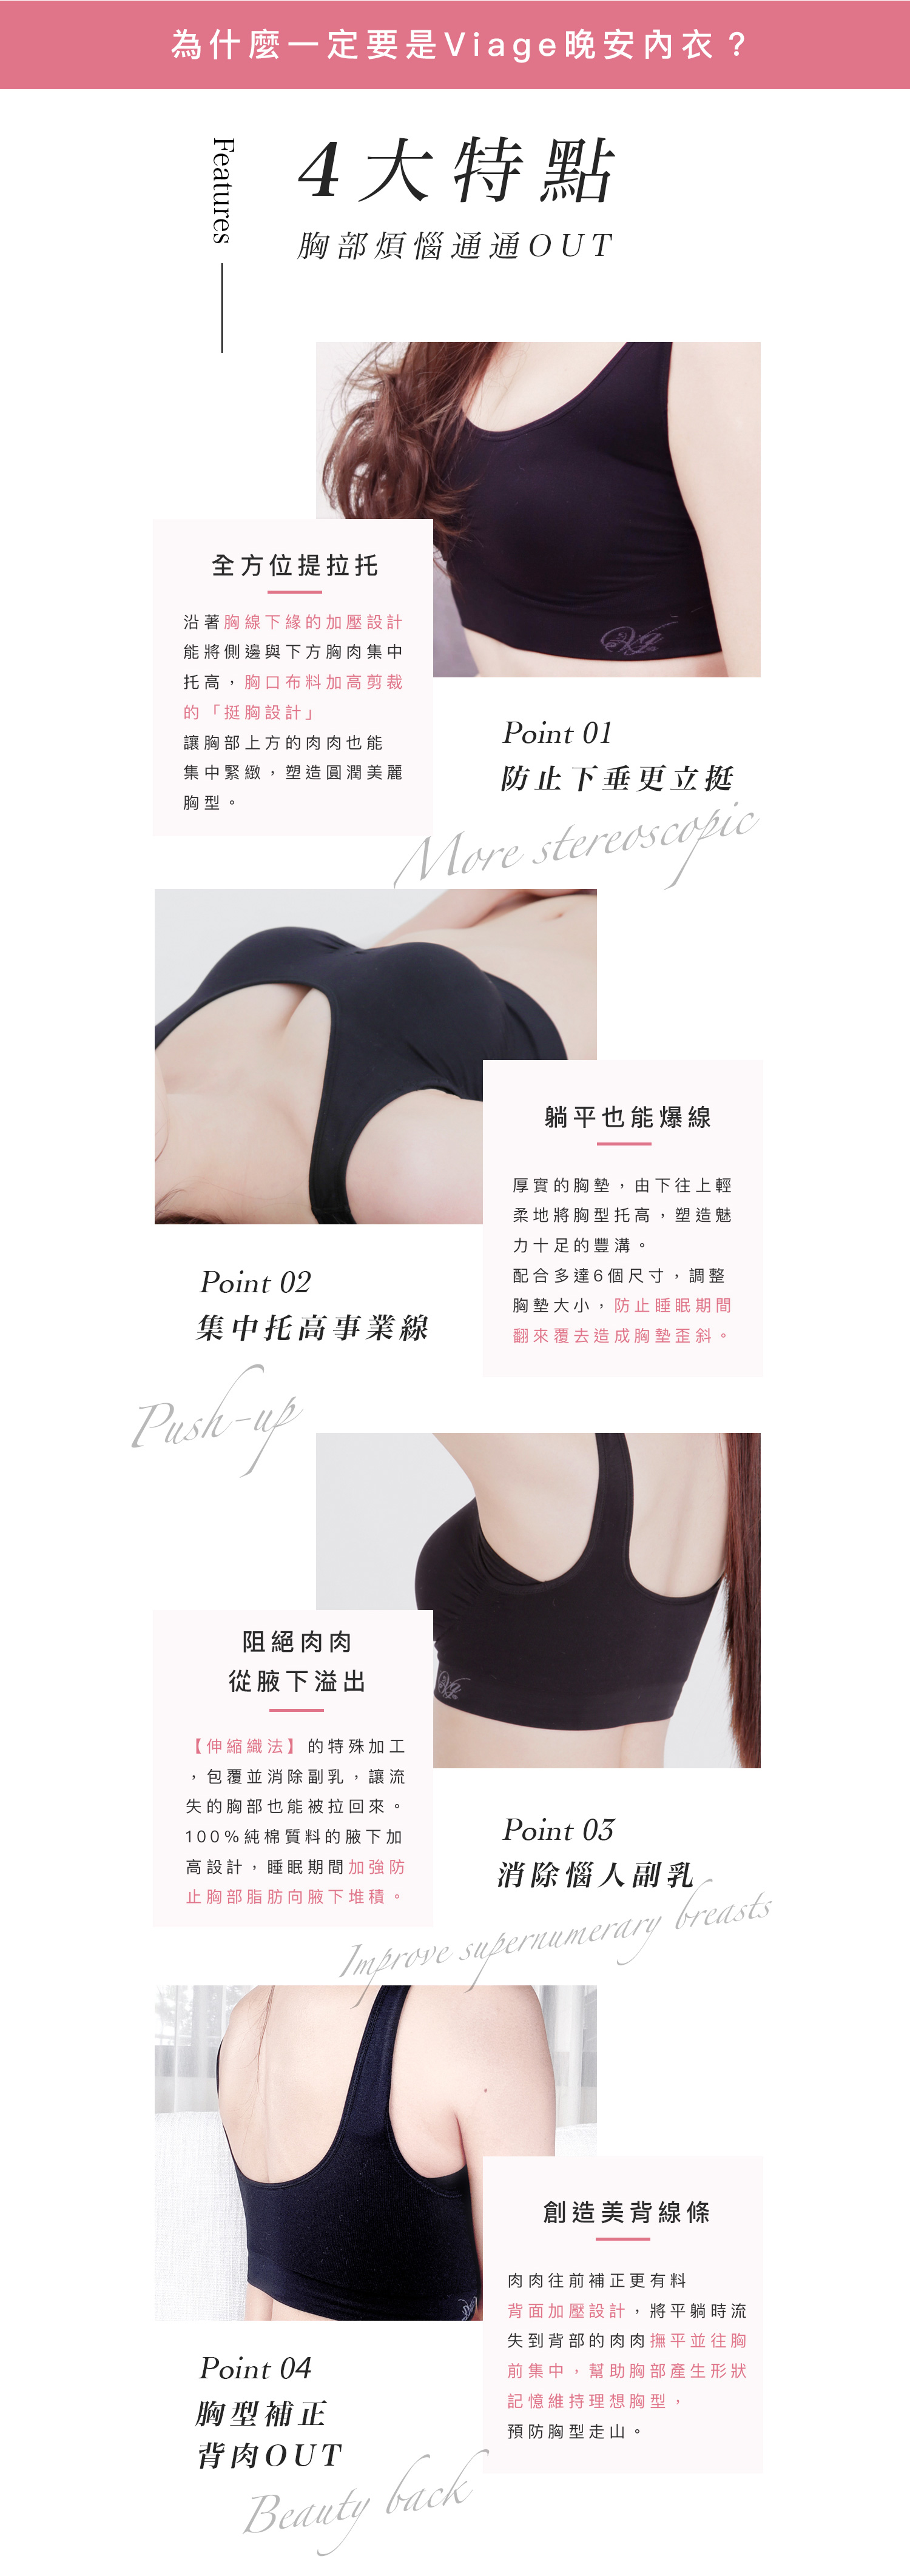 為什麼一定要是Viage晚安內衣？
Features
4大特點
胸部煩惱通通OUT
全方位提拉托
沿著胸線下緣的加壓設計
能將側邊與下方胸肉集中
托高，胸口布料加高剪裁
的「挺胸設計」
讓胸部上方的肉肉也能
集中緊緻，塑造圓潤美麗
胸型。
Point 01
防止下垂更立挺
More stereoscopic
躺平也能爆線
厚實的胸墊，由下往上輕
柔地將胸型托高，塑造魅
力十足的豐溝。
配合多達6個尺寸，調整
胸墊大小，防止睡眠期間
翻來覆去造成胸墊歪斜。
Point 02
集中托高事業線
Push-up
阻絕肉肉
從腋下溢出
【伸縮織法】的特殊加工
，包覆並消除副乳，讓流
失的胸部也能被拉回來。
100%純棉質料的腋下加
高設計，睡眠期間加強防
止胸部脂肪向腋下堆積。
Point 03
消除惱人副乳
Improve supernumerary breasts
創造美背線條
肉肉往前補正更有料
背面加壓設計，將平躺時流
失到背部的肉肉撫平並往胸
前集中，幫助胸部產生形狀
記憶維持理想胸型，
預防胸型走山。
Point 04
胸型補正
背肉OUT
Beauty back